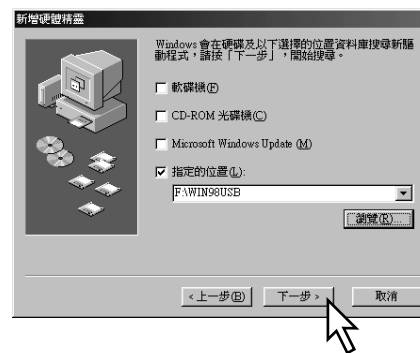 新增硬體精靈
Windows 會在硬碟及以下選擇的位置資料庫搜尋新驅
動程式，請按「下一步」，開始搜尋。
軟碟機(F)
CD-ROM 光碟機(C)
Microsoft Windows Update (M)
指定的位置(L):
F:\WIN98USB
瀏覽(R)...
<上一步(B)
下一步 >
取消